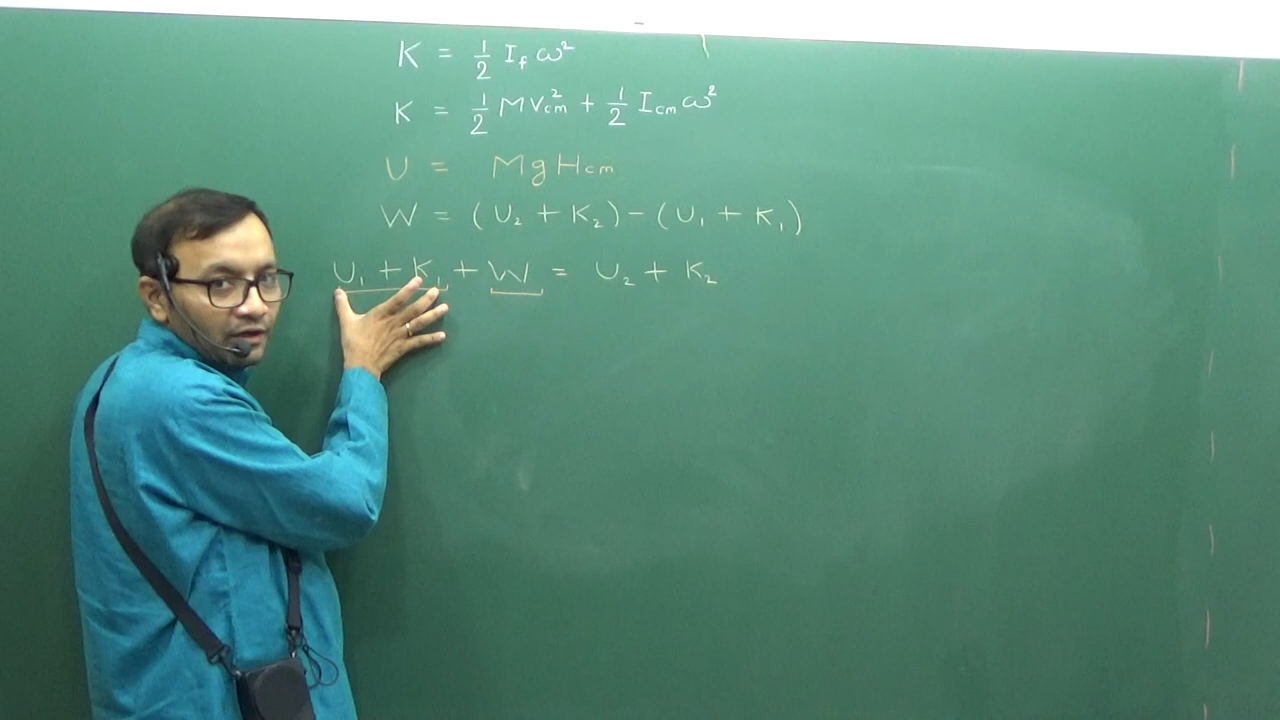 K = 1/2 I_f ω²
K = 1/2 M V_cm² + 1/2 I_cm ω²
U = M g H_cm
W = (U₂ + K₂) − (U₁ + K₁)
U₁ + K₁ + W = U₂ + K₂